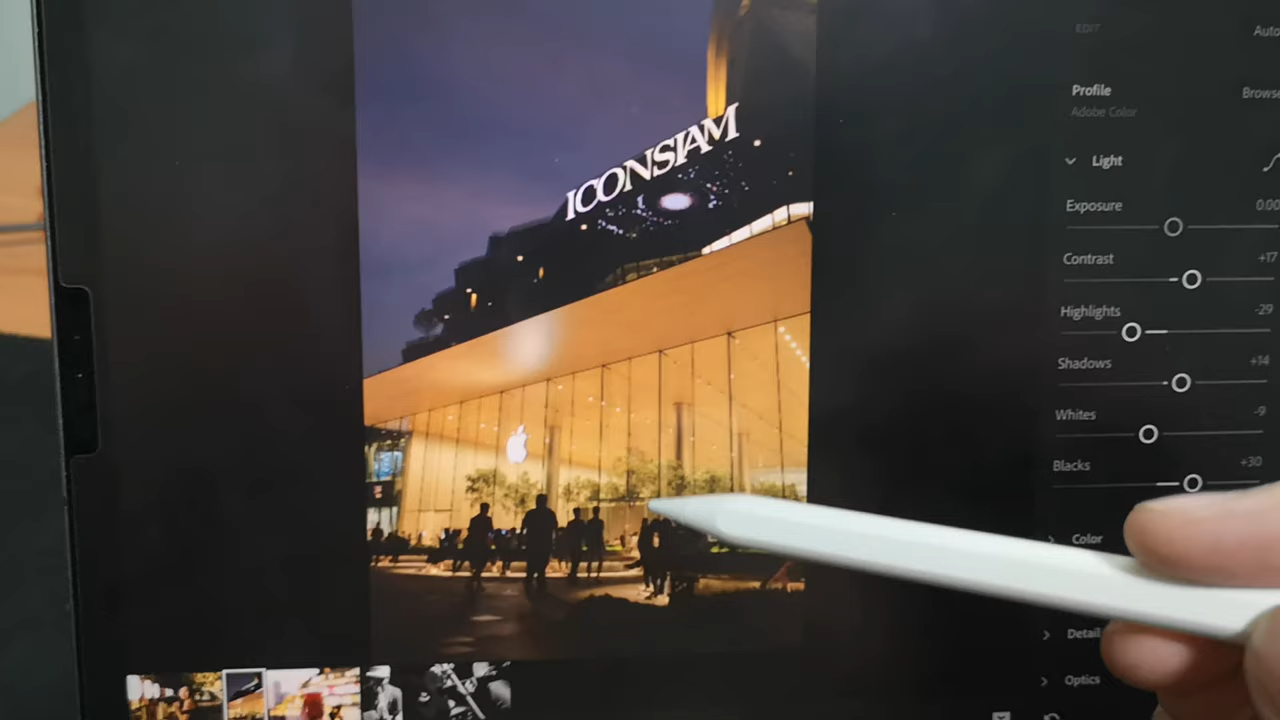 EDIT
Auto
Profile
Browse
Adobe Color
Light
Exposure
0.00
Contrast
+17
Highlights
-29
Shadows
+14
Whites
-9
Blacks
+30
Color
Detail
Optics
ICONSIAM